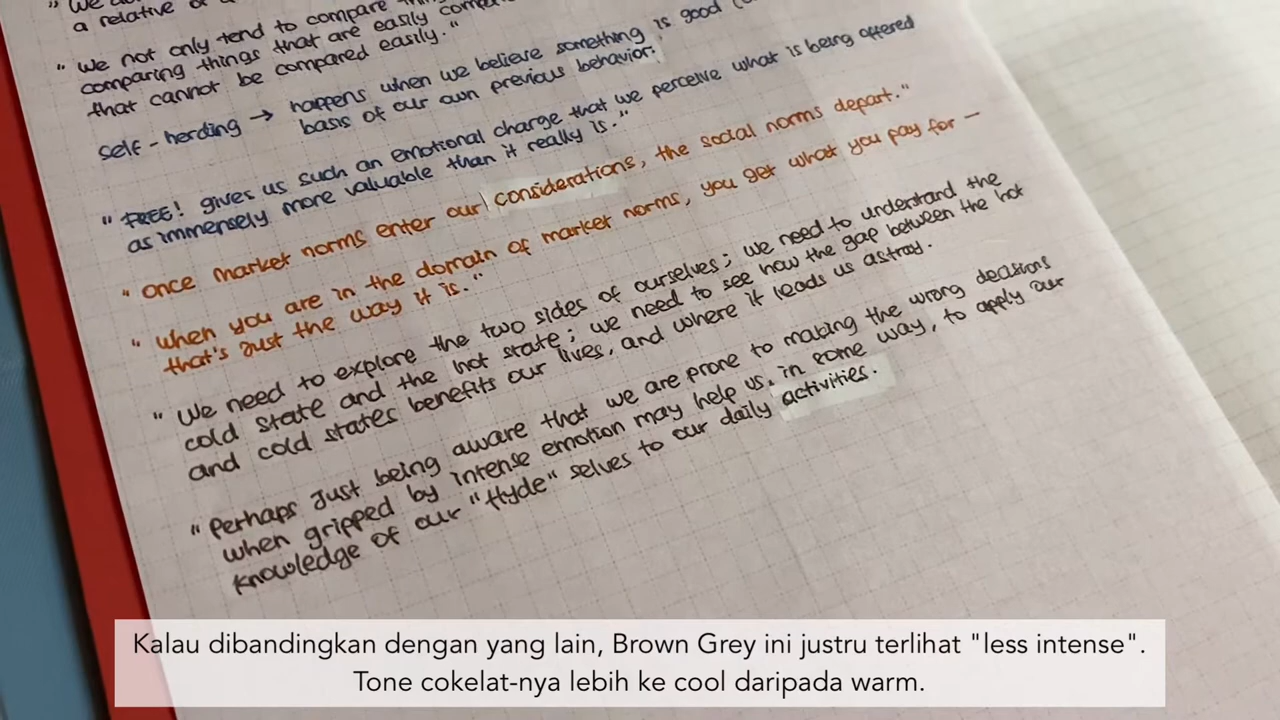 a relative
" We not only tend to compare
comparing things that are easily
that cannot be compared easily."
self - herding → happens when we believe something is good
basis of our own previous behavior.
" FREE! gives us such an emotional charge that we perceive what is being offered
as immensely more valuable than it really is."
" Once market norms enter our considerations, the social norms depart."
" When you are in the domain of market norms, you get what you pay for —
that's just the way it is."
" We need to explore the two sides of ourselves; we need to understand the
cold state and the hot state; we need to see how the gap between the hot
and cold states benefits our lives, and where it leads us astray.
" Perhaps just being aware that we are prone to making the wrong decisions
when gripped by intense emotion may help us, in some way, to apply our
knowledge of our "Hyde" selves to our daily activities.
Kalau dibandingkan dengan yang lain, Brown Grey ini justru terlihat "less intense".
Tone cokelat-nya lebih ke cool daripada warm.